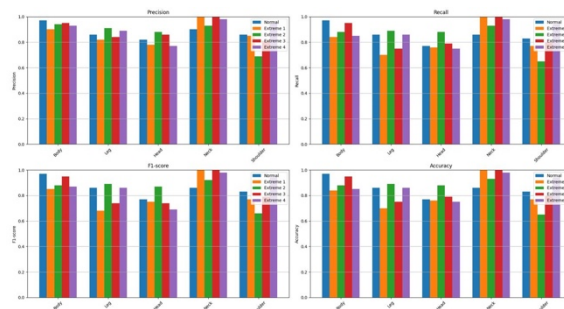 Precision
Precision
1.0
0.8
0.6
0.4
0.2
0.0
Body
Leg
Head
Neck
Shoulder
Normal
Extreme 1
Extreme 2
Extreme 3
Extreme 4
Recall
Recall
1.0
0.8
0.6
0.4
0.2
0.0
Body
Leg
Head
Neck
Shoulder
Normal
Extreme 1
Extreme 2
Extreme 3
Extreme 4
F1-score
F1-score
1.0
0.8
0.6
0.4
0.2
0.0
Body
Leg
Head
Neck
Shoulder
Normal
Extreme 1
Extreme 2
Extreme 3
Extreme 4
Accuracy
Accuracy
1.0
0.8
0.6
0.4
0.2
0.0
Body
Leg
Head
Neck
Shoulder
Normal
Extreme 1
Extreme 2
Extreme 3
Extreme 4